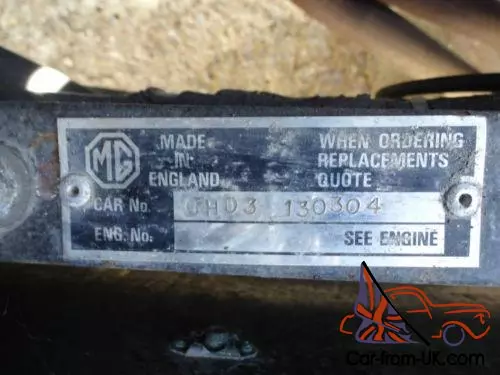 MG
MADE IN ENGLAND
WHEN ORDERING REPLACEMENTS QUOTE
CAR No. GHD3 130304
ENG. No: SEE ENGINE
Car-from-UK.com